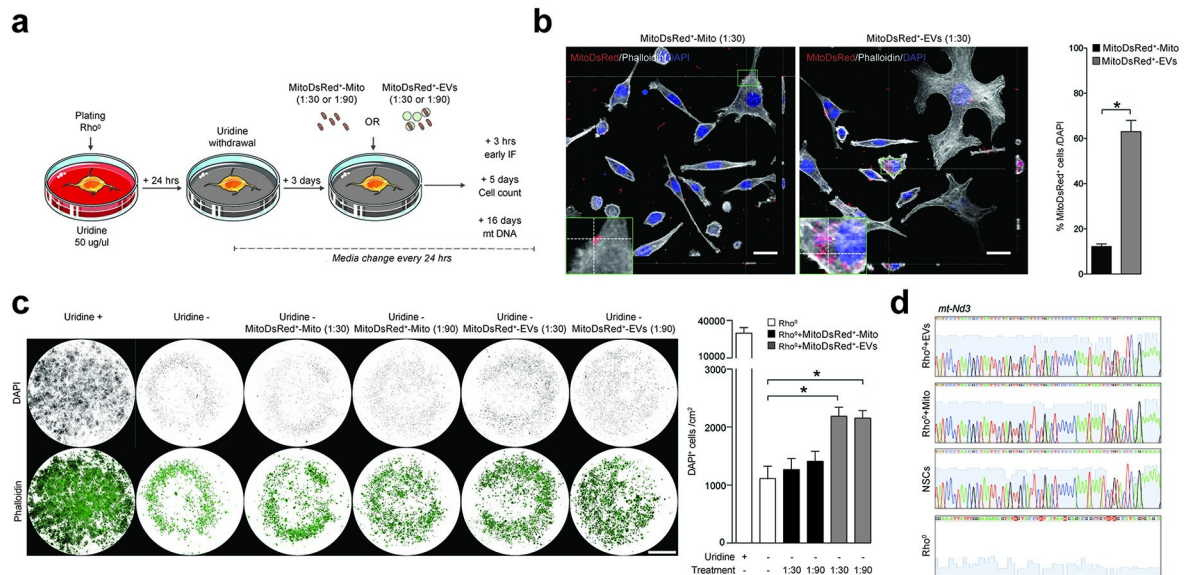 a
Plating
Rho⁰
Uridine
50 ug/ul
+ 24 hrs
Uridine
withdrawal
+ 3 days
MitoDsRed⁺-Mito
(1:30 or 1:90)
OR
MitoDsRed⁺-EVs
(1:30 or 1:90)
+ 3 hrs
early IF
+ 5 days
Cell count
+ 16 days
mt DNA
Media change every 24 hrs
b
MitoDsRed⁺-Mito (1:30)
MitoDsRed/Phalloidin/DAPI
MitoDsRed⁺-EVs (1:30)
MitoDsRed/Phalloidin/DAPI
MitoDsRed⁺-Mito
MitoDsRed⁺-EVs
% MitoDsRed⁺ cells /DAPI
100
80
60
40
20
0
*
c
Uridine +
Uridine -
Uridine -
MitoDsRed⁺-Mito (1:30)
Uridine -
MitoDsRed⁺-Mito (1:90)
Uridine -
MitoDsRed⁺-EVs (1:30)
Uridine -
MitoDsRed⁺-EVs (1:90)
DAPI
Phalloidin
DAPI⁺ cells /cm²
40000
10000
3000
2000
1000
0
Rho⁰
Rho⁰+MitoDsRed⁺-Mito
Rho⁰+MitoDsRed⁺-EVs
*
*
Uridine + - - - - -
Treatment - - 1:30 1:90 1:30 1:90
d
mt-Nd3
Rho⁰+EVs
Rho⁰+Mito
NSCs
Rho⁰